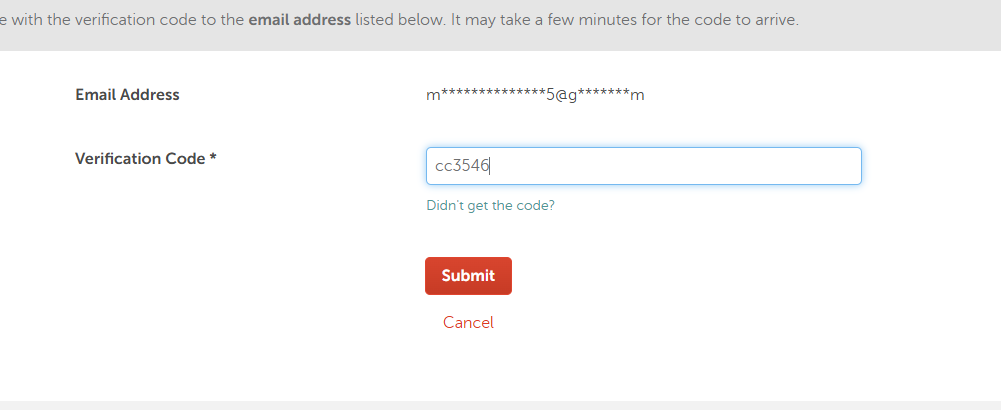 e with the verification code to the email address listed below. It may take a few minutes for the code to arrive.
Email Address m**************5@g*******m
Verification Code * cc3546
Didn't get the code?
Submit
Cancel